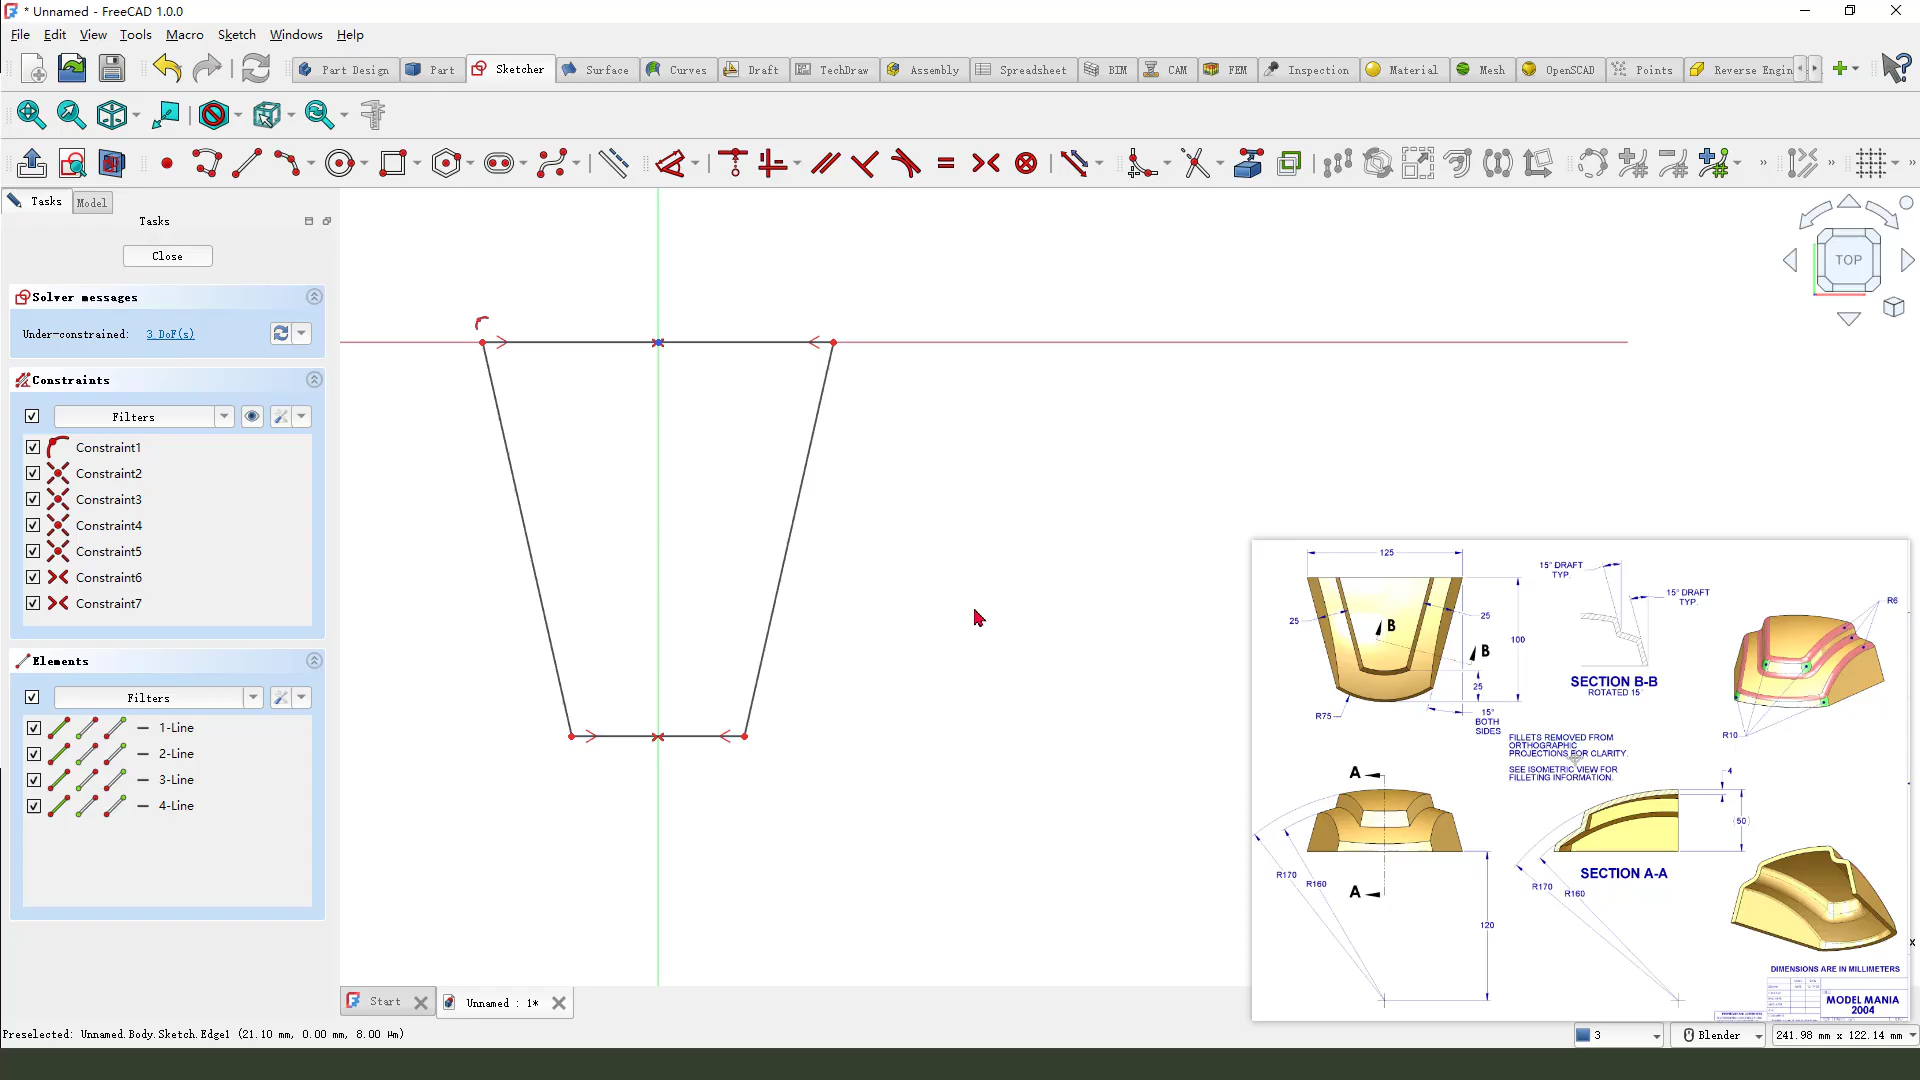 * Unnamed - FreeCAD 1.0.0
File Edit View Tools Macro Sketch Windows Help
Part Design Part Sketcher Surface Curves Draft TechDraw Assembly Spreadsheet BIM CAM FEM Inspection Material Mesh OpenSCAD Points Reverse Engin
Tasks Model
Tasks
Close
Solver messages
Under-constrained: 3 DoF(s)
Constraints
Filters
Constraint1
Constraint2
Constraint3
Constraint4
Constraint5
Constraint6
Constraint7
Elements
Filters
1-Line
2-Line
3-Line
4-Line
TOP
125
25
25
B
B
100
25
R75
15°
BOTH
SIDES
15° DRAFT
TYP.
15° DRAFT
TYP.
SECTION B-B
ROTATED 15°
R6
R10
FILLETS REMOVED FROM
ORTHOGRAPHIC
PROJECTIONS FOR CLARITY.
SEE ISOMETRIC VIEW FOR
FILLETING INFORMATION.
A
A
R170
R160
120
4
(50)
SECTION A-A
R170
R160
DIMENSIONS ARE IN MILLIMETERS
MODEL MANIA
2004
Start
Unnamed : 1*
Preselected: Unnamed.Body.Sketch.Edge1 (21.10 mm, 0.00 mm, 8.00 µm)
3
Blender
241.98 mm x 122.14 mm